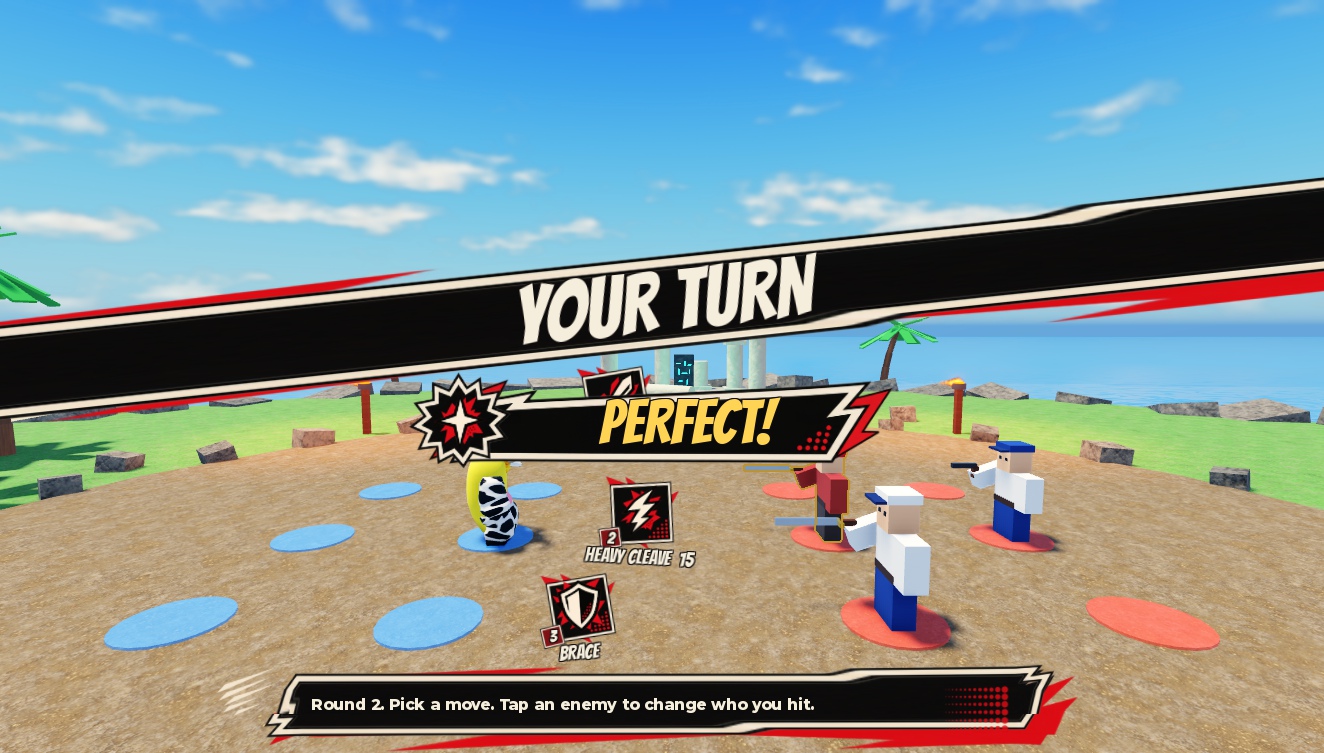 YOUR TURN
PERFECT!
2
HEAVY CLEAVE 15
3
BRACE
Round 2. Pick a move. Tap an enemy to change who you hit.